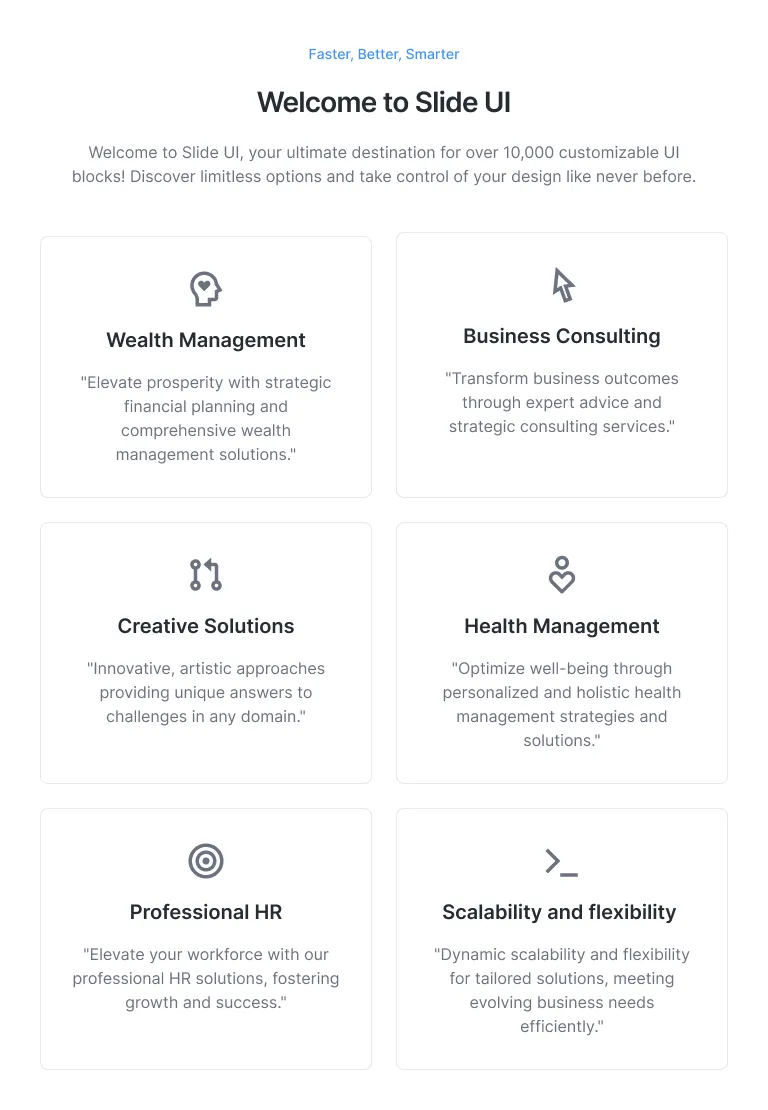 Faster, Better, Smarter
Welcome to Slide UI
Welcome to Slide UI, your ultimate destination for over 10,000 customizable UI
blocks! Discover limitless options and take control of your design like never before.
Wealth Management
"Elevate prosperity with strategic
financial planning and
comprehensive wealth
management solutions."
Business Consulting
"Transform business outcomes
through expert advice and
strategic consulting services."
Creative Solutions
"Innovative, artistic approaches
providing unique answers to
challenges in any domain."
Health Management
"Optimize well-being through
personalized and holistic health
management strategies and
solutions."
Professional HR
"Elevate your workforce with our
professional HR solutions, fostering
growth and success."
Scalability and flexibility
"Dynamic scalability and flexibility
for tailored solutions, meeting
evolving business needs
efficiently."